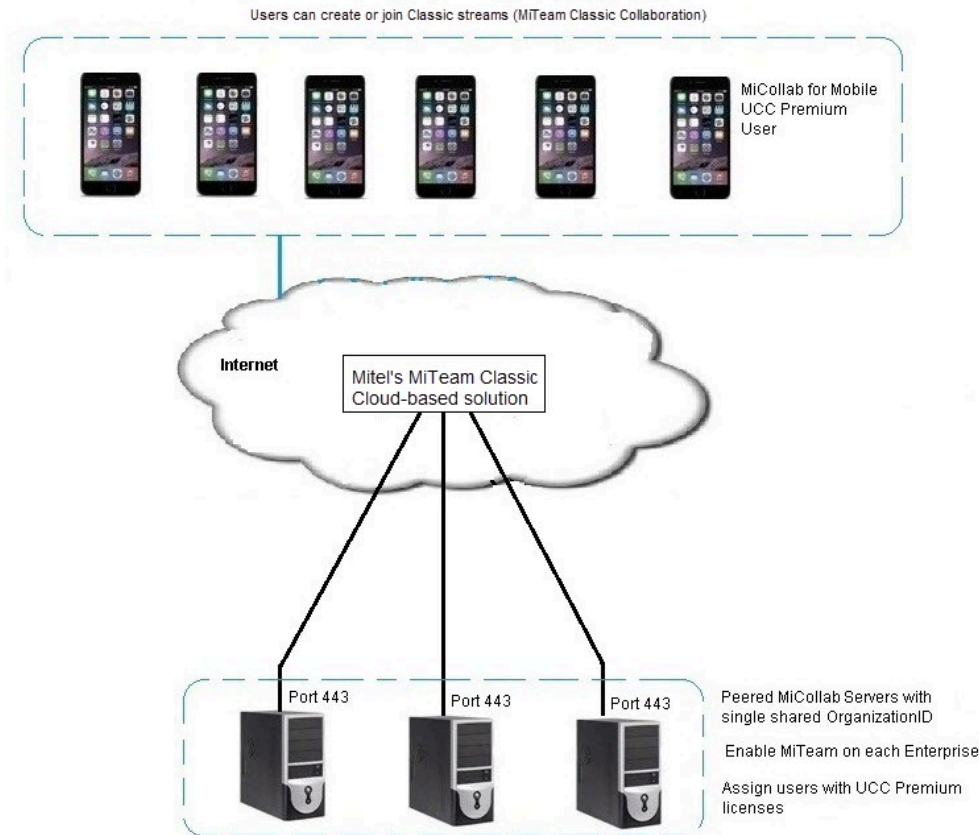 Users can create or join Classic streams (MiTeam Classic Collaboration)
MiCollab for Mobile
UCC Premium
User
Internet
Mitel's MiTeam Classic
Cloud-based solution
Port 443
Port 443
Port 443
Peered MiCollab Servers with
single shared OrganizationID
Enable MiTeam on each Enterprise
Assign users with UCC Premium
licenses